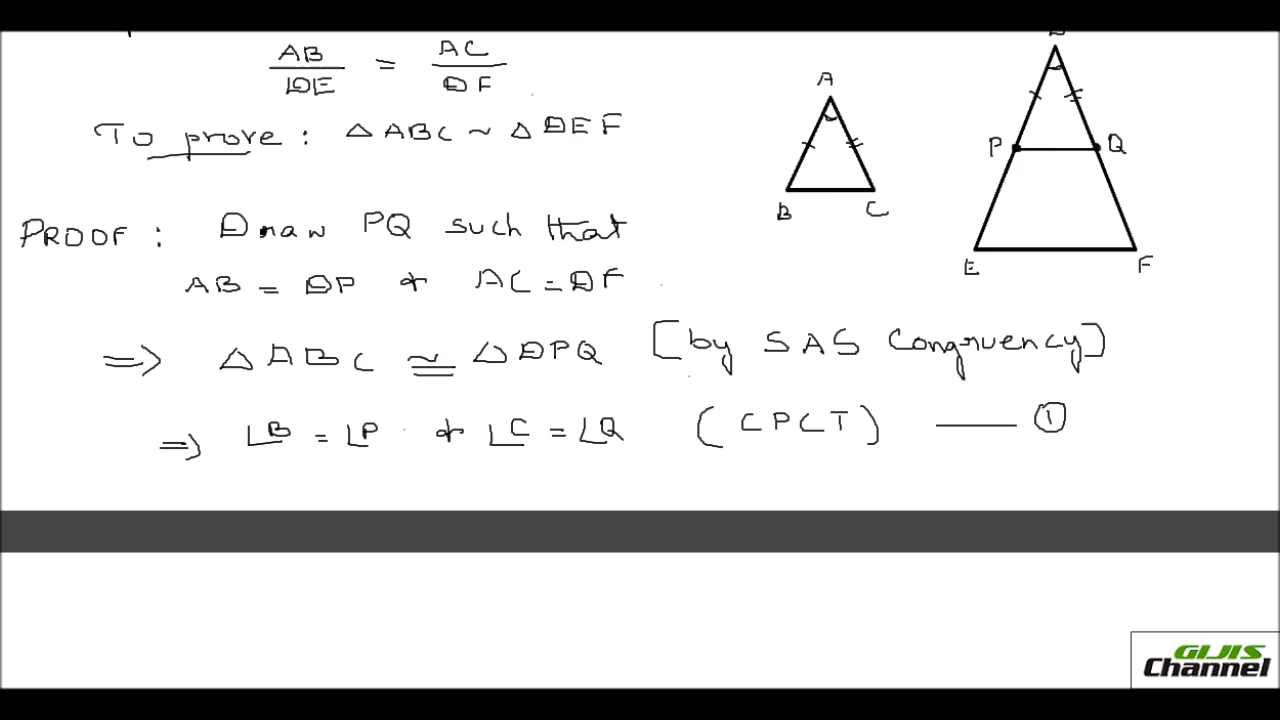 AB/DE = AC/DF
To prove: △ABC ~ △DEF
A
P
Q
B
C
E
F
PROOF: Draw PQ such that
AB = DP & AC = DF
=> △ABC ≅ △DPQ [by SAS Congruency]
=> ∠B = ∠P & ∠C = ∠Q (CPCT) —— ①
GIJIS
Channel